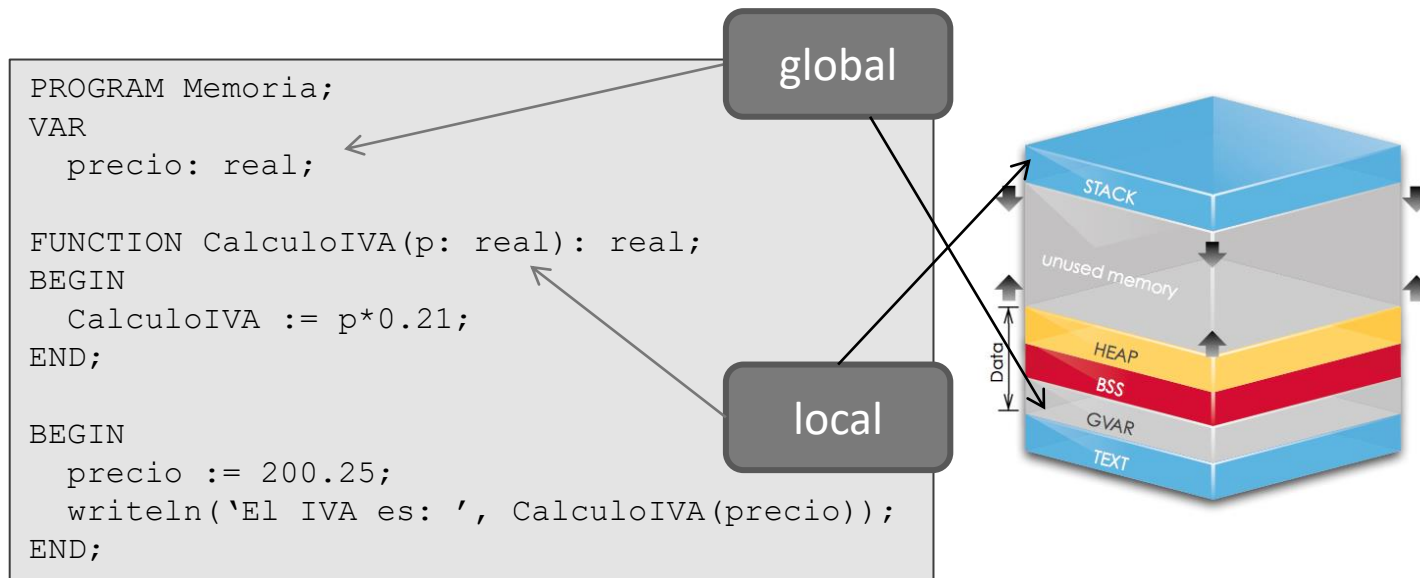 PROGRAM Memoria;
VAR
  precio: real;
FUNCTION CalculoIVA(p: real): real;
BEGIN
  CalculoIVA := p*0.21;
END;
BEGIN
  precio := 200.25;
  writeln(‘El IVA es: ’, CalculoIVA(precio));
END;
global
local
STACK
unused memory
Data
HEAP
BSS
GVAR
TEXT